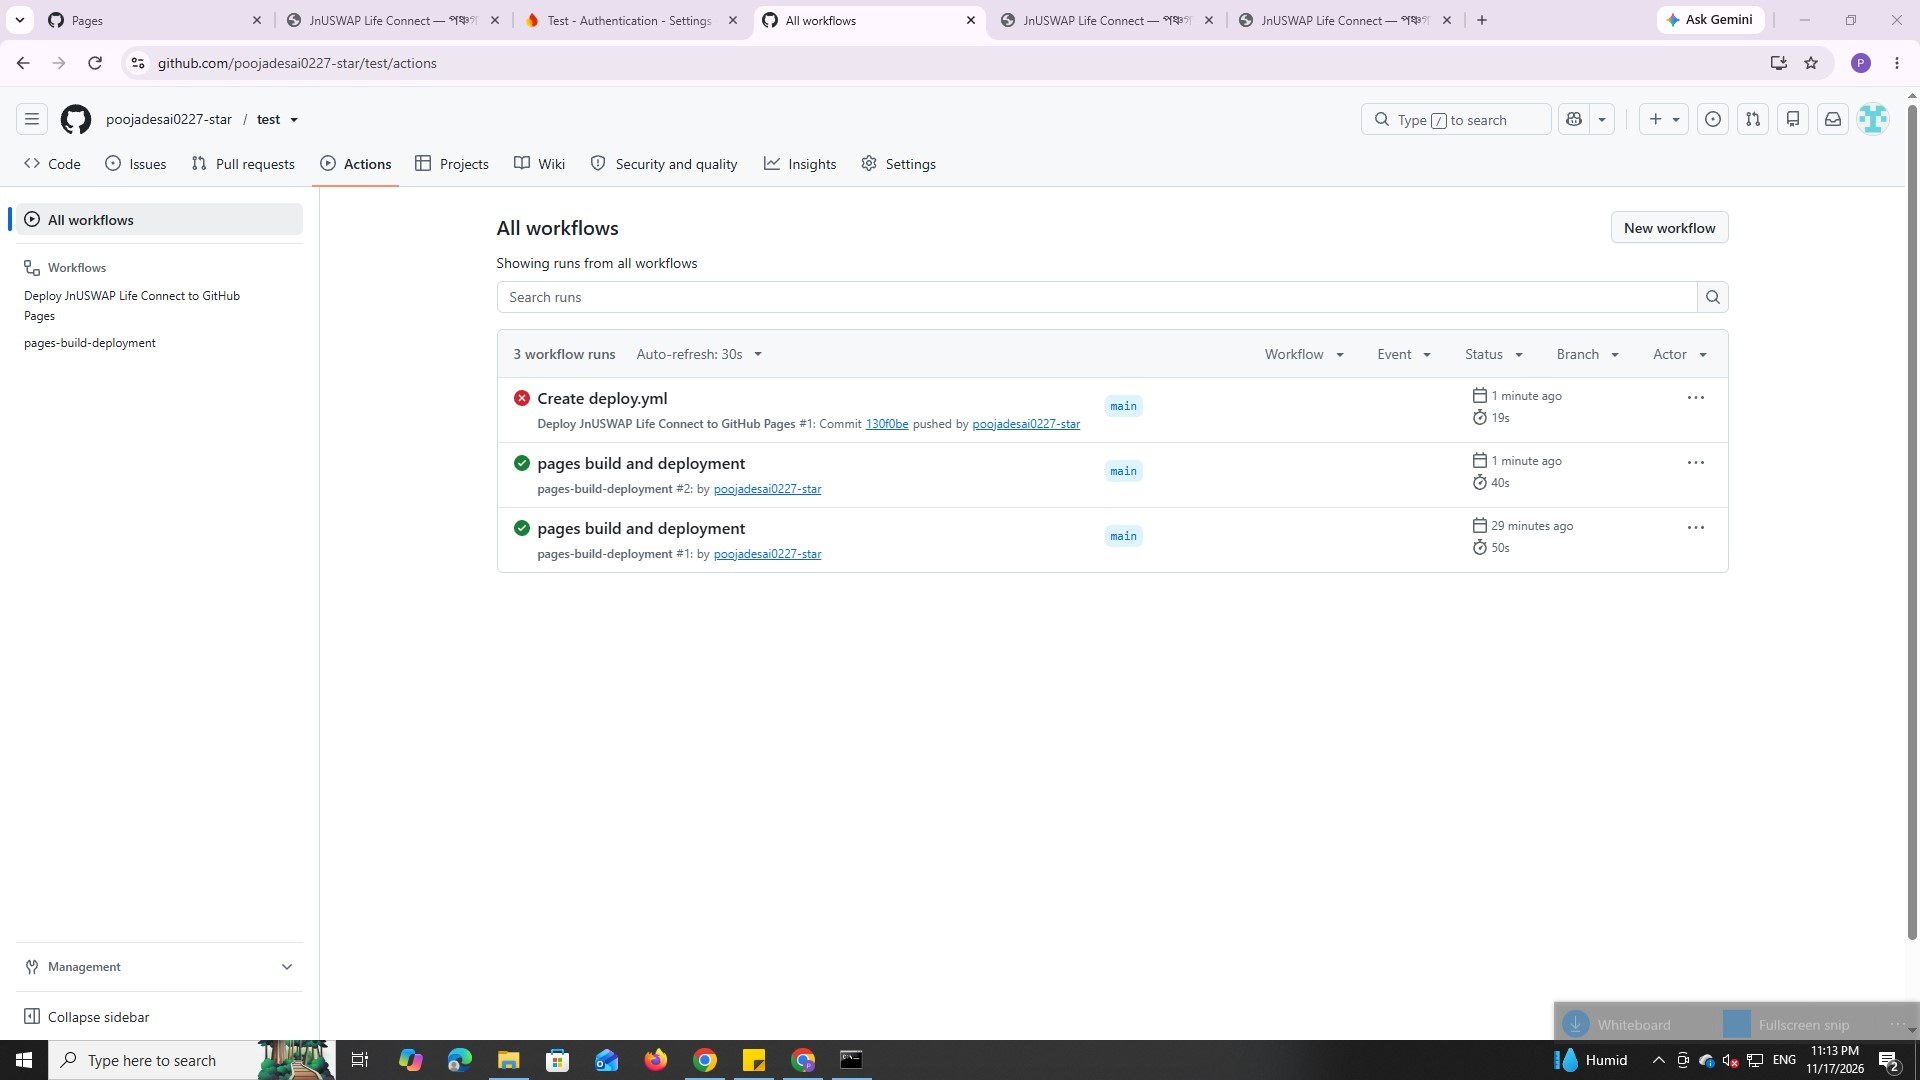 Pages
JnUSWAP Life Connect — পঞ্চগ
Test - Authentication - Settings
All workflows
JnUSWAP Life Connect — পঞ্চগ
JnUSWAP Life Connect — পঞ্চগ
Ask Gemini
github.com/poojadesai0227-star/test/actions
P
poojadesai0227-star / test
Type / to search
Code
Issues
Pull requests
Actions
Projects
Wiki
Security and quality
Insights
Settings
All workflows
Workflows
Deploy JnUSWAP Life Connect to GitHub
Pages
pages-build-deployment
Management
Collapse sidebar
All workflows
New workflow
Showing runs from all workflows
Search runs
3 workflow runs
Auto-refresh: 30s
Workflow
Event
Status
Branch
Actor
Create deploy.yml
Deploy JnUSWAP Life Connect to GitHub Pages #1: Commit 130f0be pushed by poojadesai0227-star
main
1 minute ago
19s
pages build and deployment
pages-build-deployment #2: by poojadesai0227-star
main
1 minute ago
40s
pages build and deployment
pages-build-deployment #1: by poojadesai0227-star
main
29 minutes ago
50s
Whiteboard
Fullscreen snip
Type here to search
Humid
ENG
11:13 PM
11/17/2026
2